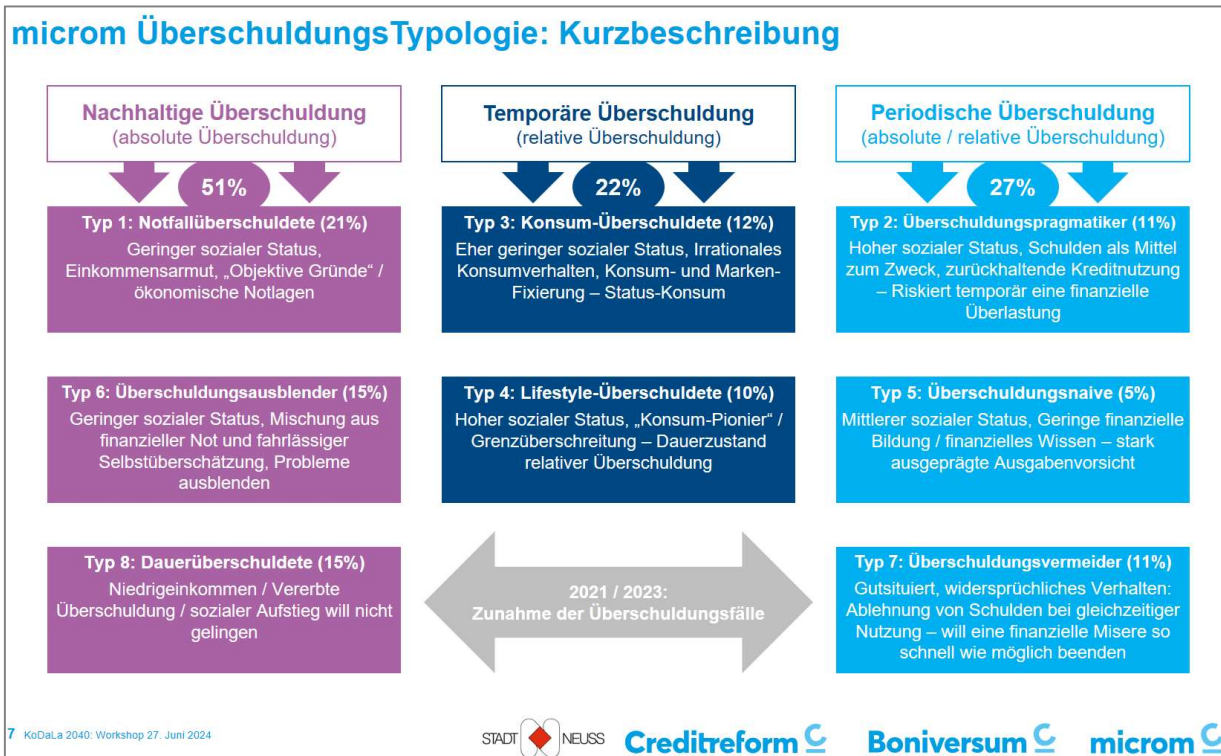 microm ÜberschuldungsTypologie: Kurzbeschreibung
Nachhaltige Überschuldung
(absolute Überschuldung)
51%
Typ 1: Notfallüberschuldete (21%)
Geringer sozialer Status,
Einkommensarmut, „Objektive Gründe“ /
ökonomische Notlagen
Typ 6: Überschuldungsausblender (15%)
Geringer sozialer Status, Mischung aus
finanzieller Not und fahrlässiger
Selbstüberschätzung, Probleme
ausblenden
Typ 8: Dauerüberschuldete (15%)
Niedrigeinkommen / Vererbte
Überschuldung / sozialer Aufstieg will nicht
gelingen
Temporäre Überschuldung
(relative Überschuldung)
22%
Typ 3: Konsum-Überschuldete (12%)
Eher geringer sozialer Status, Irrationales
Konsumverhalten, Konsum- und Marken-
Fixierung – Status-Konsum
Typ 4: Lifestyle-Überschuldete (10%)
Hoher sozialer Status, „Konsum-Pionier“ /
Grenzüberschreitung – Dauerzustand
relativer Überschuldung
2021 / 2023:
Zunahme der Überschuldungsfälle
Periodische Überschuldung
(absolute / relative Überschuldung)
27%
Typ 2: Überschuldungspragmatiker (11%)
Hoher sozialer Status, Schulden als Mittel
zum Zweck, zurückhaltende Kreditnutzung
– Riskiert temporär eine finanzielle
Überlastung
Typ 5: Überschuldungsnaive (5%)
Mittlerer sozialer Status, Geringe finanzielle
Bildung / finanzielles Wissen – stark
ausgeprägte Ausgabenvorsicht
Typ 7: Überschuldungsvermeider (11%)
Gutsituiert, widersprüchliches Verhalten:
Ablehnung von Schulden bei gleichzeitiger
Nutzung – will eine finanzielle Misere so
schnell wie möglich beenden
7 KoDaLa 2040: Workshop 27. Juni 2024
STADT NEUSS
Creditreform C
Boniversum C
microm C